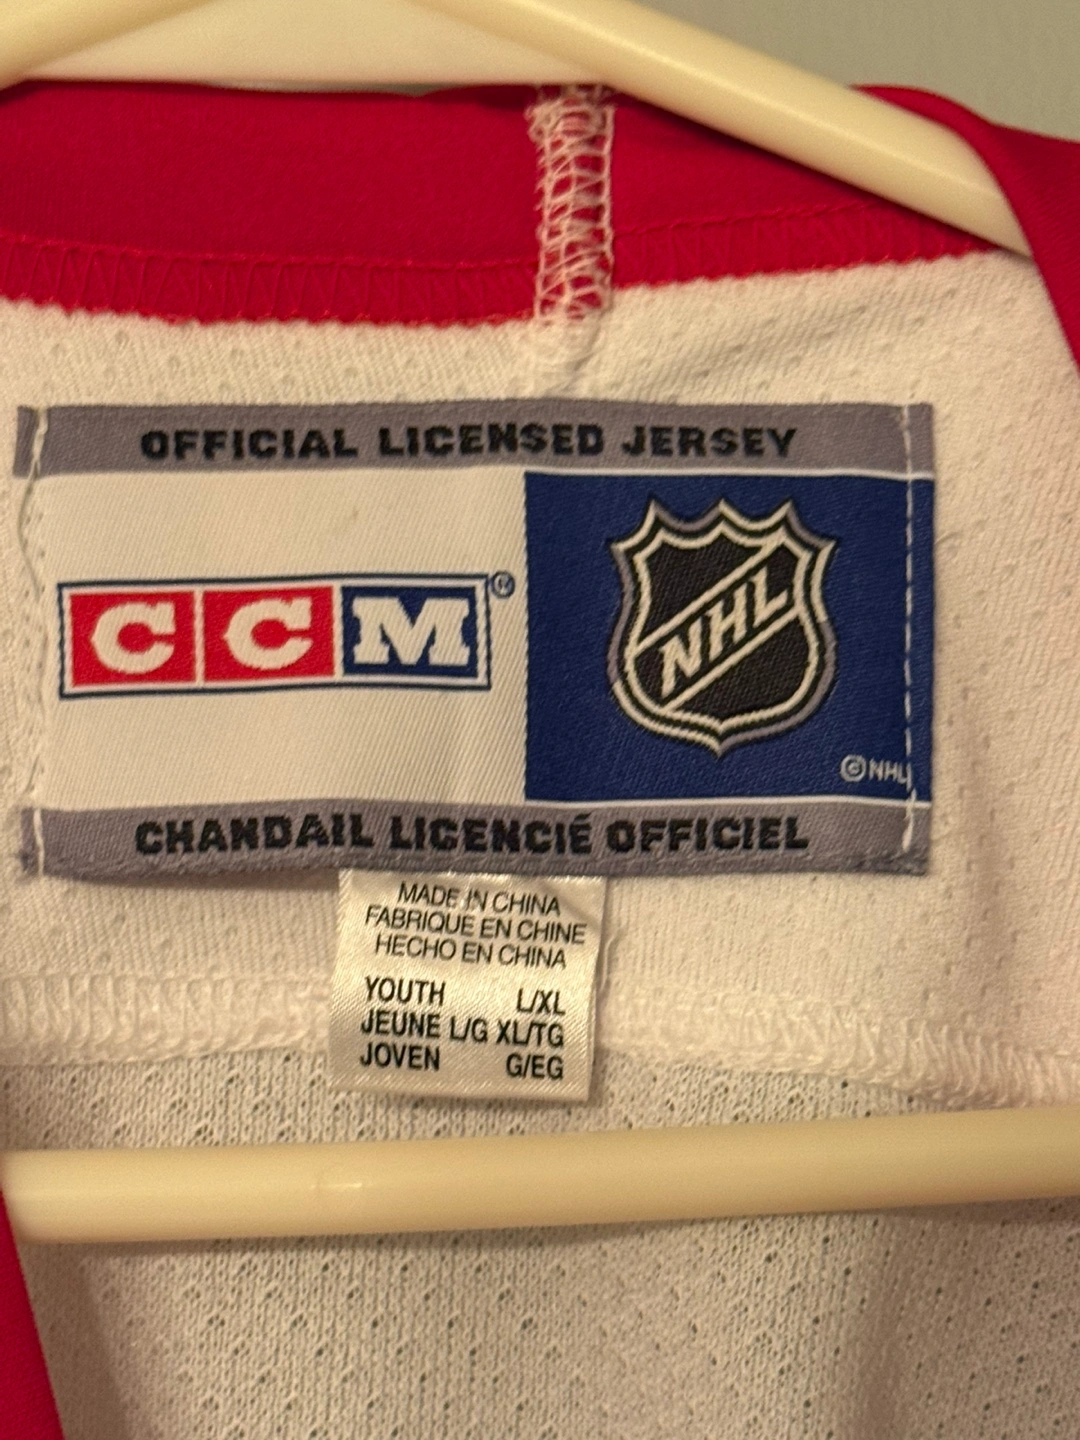 OFFICIAL LICENSED JERSEY
CCM®
NHL
©NHL
CHANDAIL LICENCIÉ OFFICIEL
MADE IN CHINA
FABRIQUE EN CHINE
HECHO EN CHINA
YOUTH L/XL
JEUNE L/G XL/TG
JOVEN G/EG